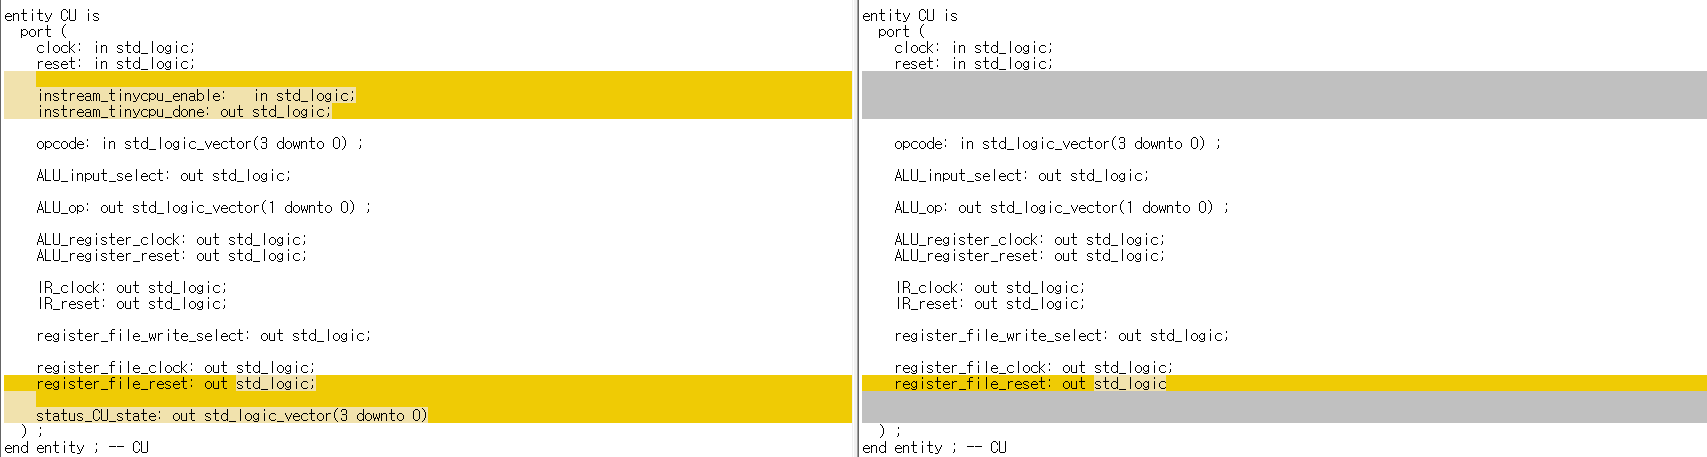 entity CU is
port (
clock: in std_logic;
reset: in std_logic;
instream_tinycpu_enable:   in std_logic;
instream_tinycpu_done: out std_logic;
opcode: in std_logic_vector(3 downto 0) ;
ALU_input_select: out std_logic;
ALU_op: out std_logic_vector(1 downto 0) ;
ALU_register_clock: out std_logic;
ALU_register_reset: out std_logic;
IR_clock: out std_logic;
IR_reset: out std_logic;
register_file_write_select: out std_logic;
register_file_clock: out std_logic;
register_file_reset: out std_logic;
status_CU_state: out std_logic_vector(3 downto 0)
) ;
end entity ; -- CU
entity CU is
port (
clock: in std_logic;
reset: in std_logic;
opcode: in std_logic_vector(3 downto 0) ;
ALU_input_select: out std_logic;
ALU_op: out std_logic_vector(1 downto 0) ;
ALU_register_clock: out std_logic;
ALU_register_reset: out std_logic;
IR_clock: out std_logic;
IR_reset: out std_logic;
register_file_write_select: out std_logic;
register_file_clock: out std_logic;
register_file_reset: out std_logic
) ;
end entity ; -- CU